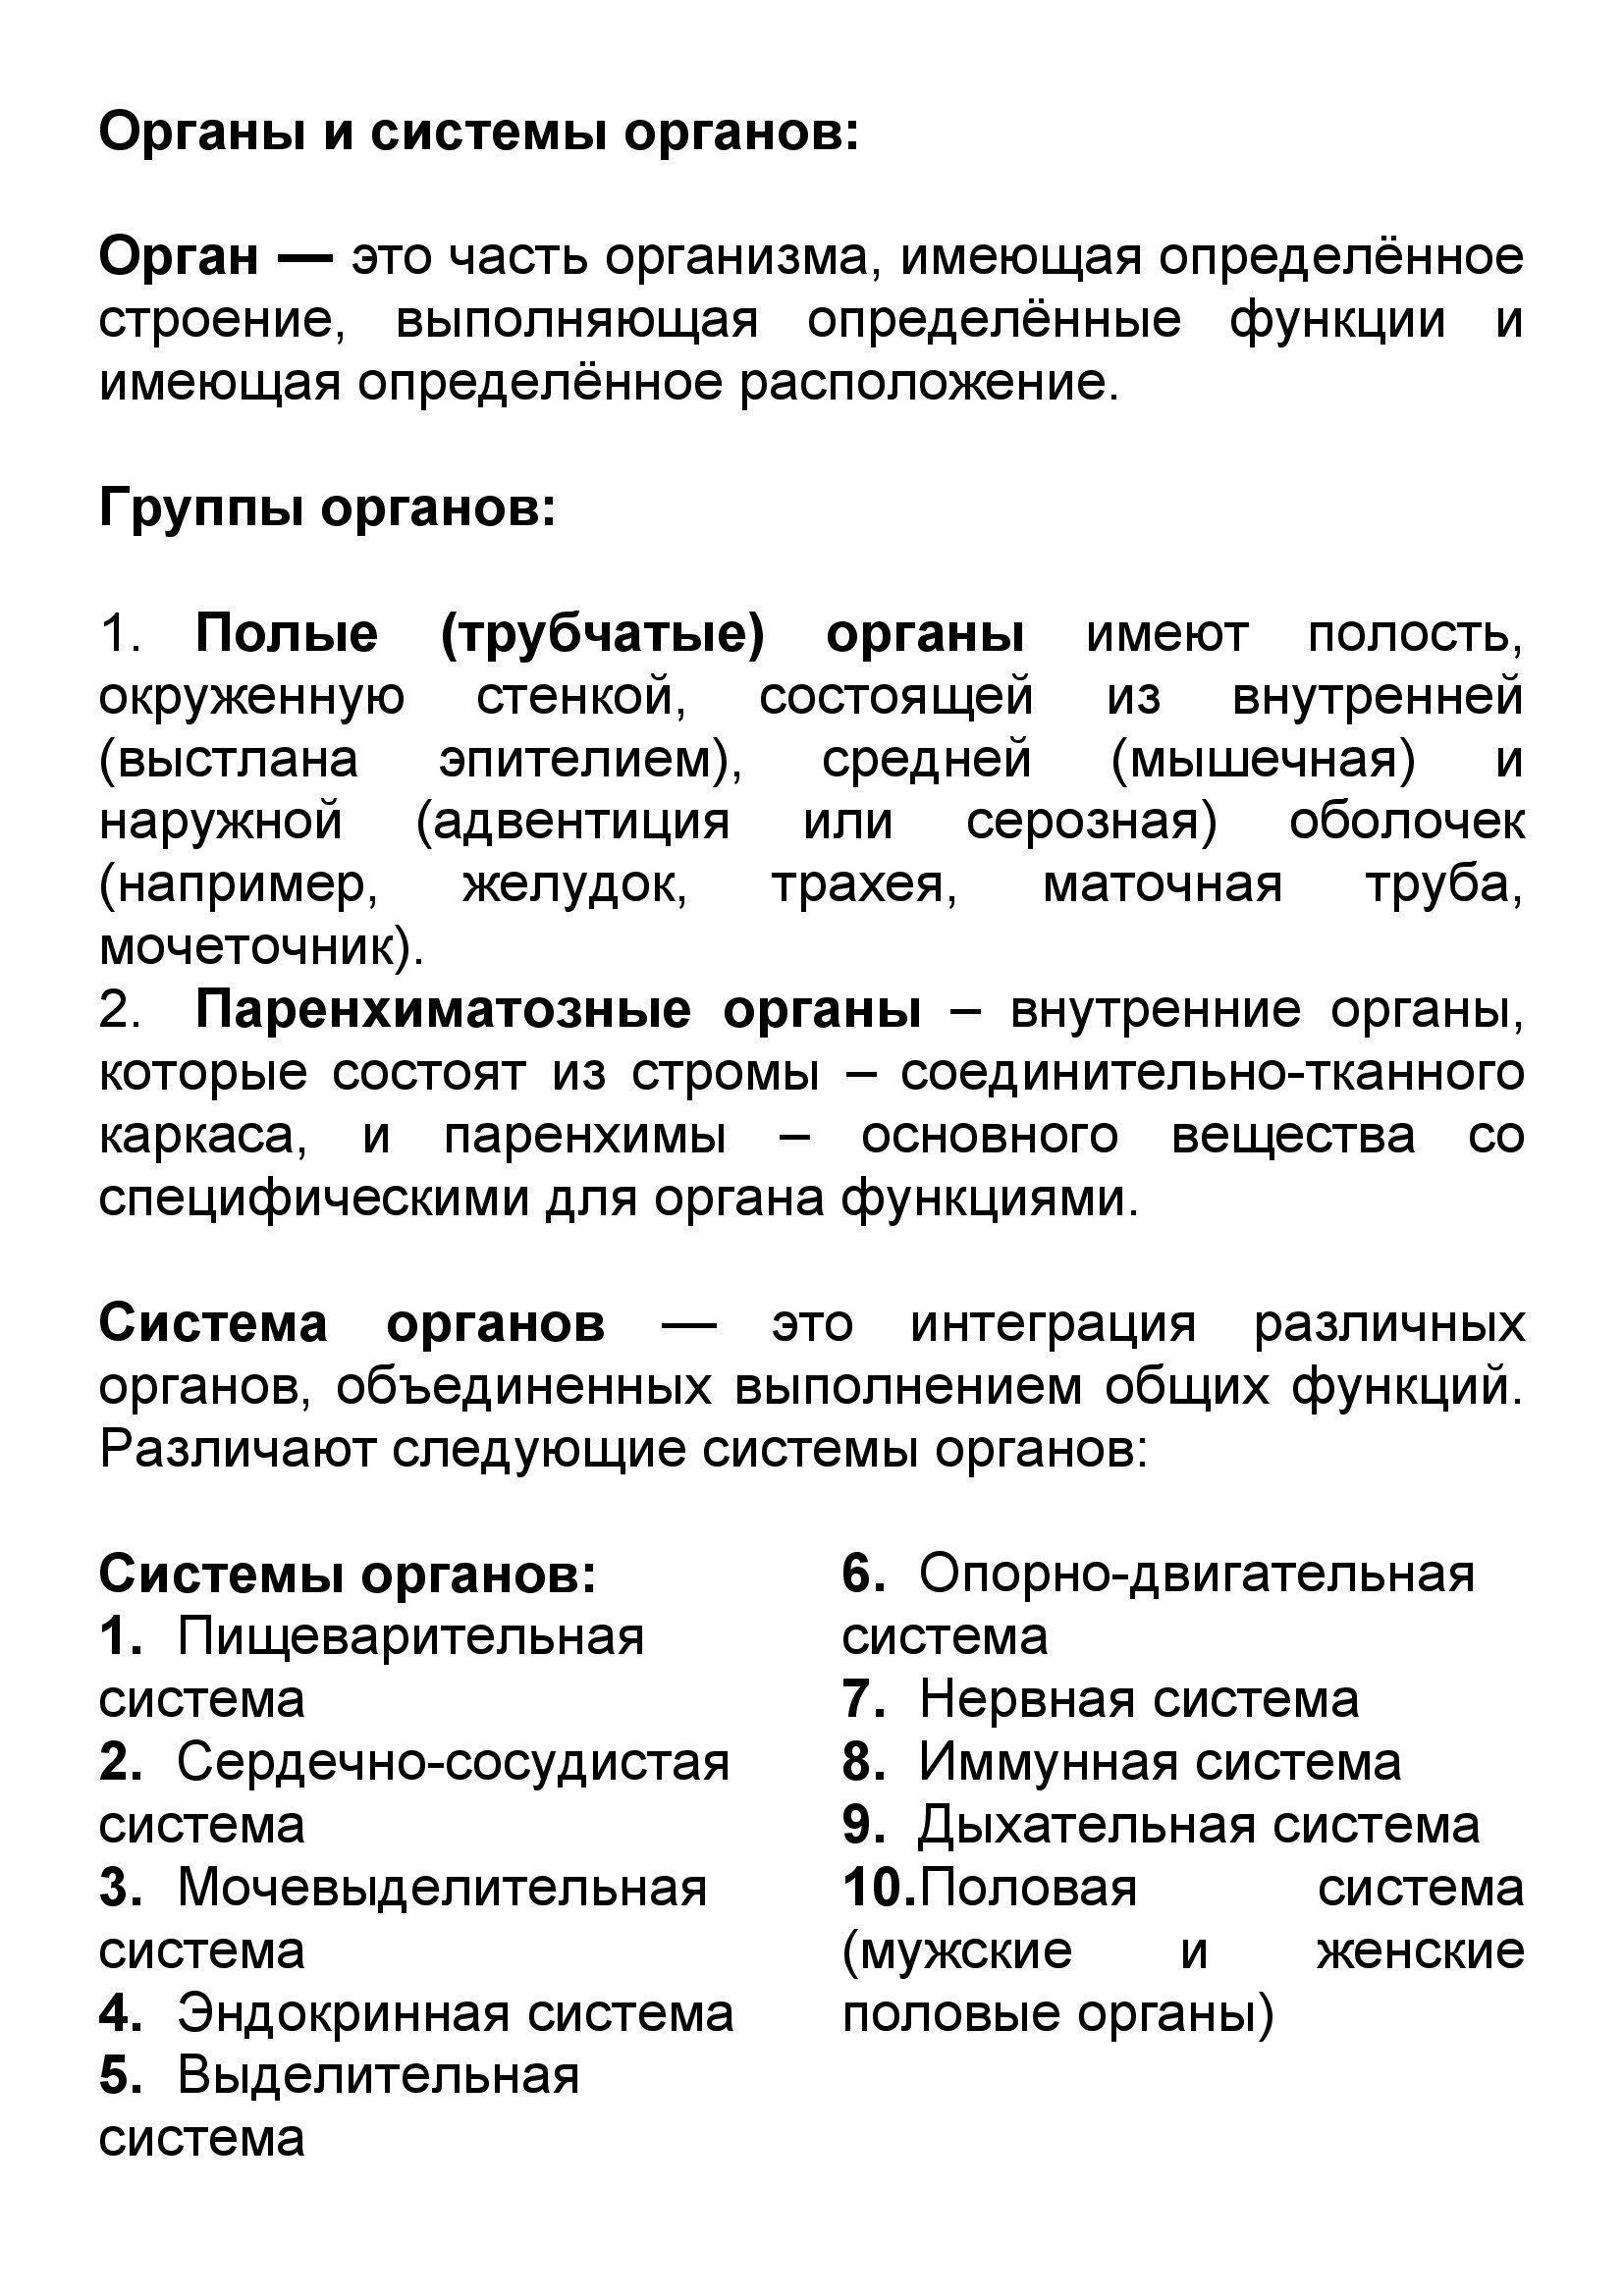 Органы и системы органов:
Орган — это часть организма, имеющая определённое
строение, выполняющая определённые функции и
имеющая определённое расположение.
Группы органов:
1. Полые (трубчатые) органы имеют полость,
окруженную стенкой, состоящей из внутренней
(выстлана эпителием), средней (мышечная) и
наружной (адвентиция или серозная) оболочек
(например, желудок, трахея, маточная труба,
мочеточник).
2. Паренхиматозные органы – внутренние органы,
которые состоят из стромы – соединительно-тканного
каркаса, и паренхимы – основного вещества со
специфическими для органа функциями.
Система органов — это интеграция различных
органов, объединенных выполнением общих функций.
Различают следующие системы органов:
Системы органов:
1. Пищеварительная
система
2. Сердечно-сосудистая
система
3. Мочевыделительная
система
4. Эндокринная система
5. Выделительная
система
6. Опорно-двигательная
система
7. Нервная система
8. Иммунная система
9. Дыхательная система
10.Половая система
(мужские и женские
половые органы)